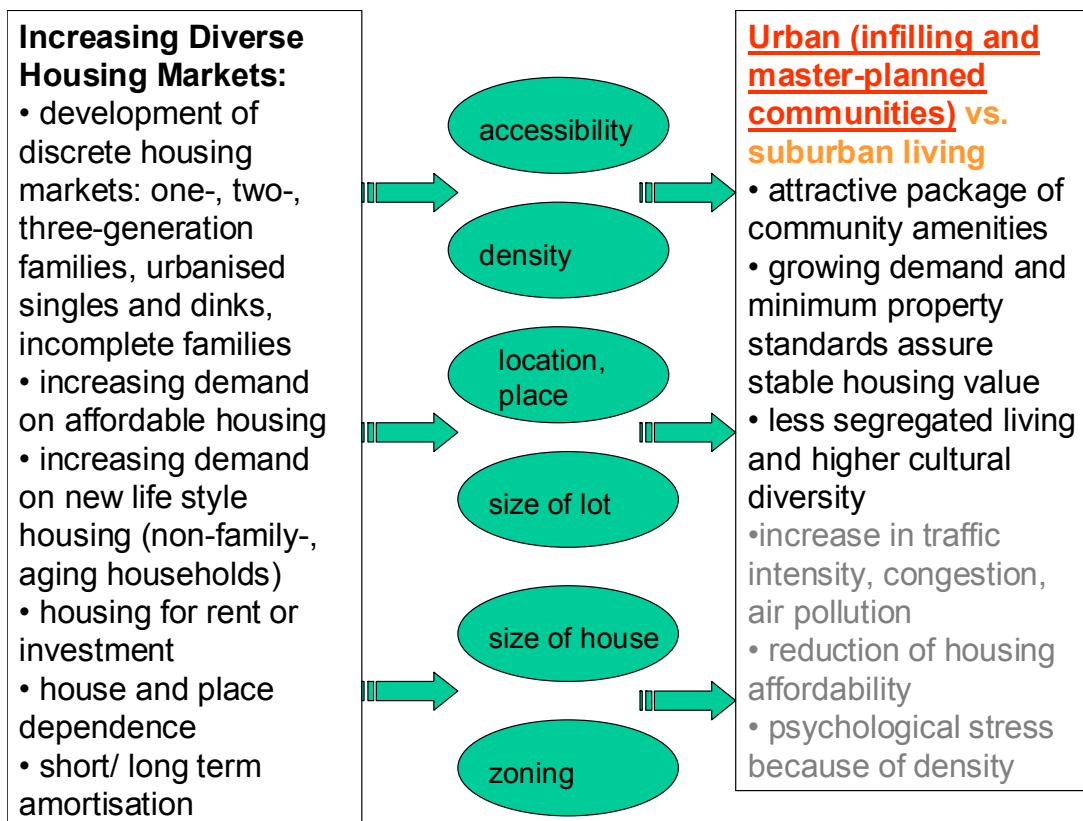 Increasing Diverse
Housing Markets:
• development of
discrete housing
markets: one-, two-,
three-generation
families, urbanised
singles and dinks,
incomplete families
• increasing demand
on affordable housing
• increasing demand
on new life style
housing (non-family-,
aging households)
• housing for rent or
investment
• house and place
dependence
• short/ long term
amortisation
accessibility
density
location,
place
size of lot
size of house
zoning
Urban (infilling and
master-planned
communities) vs.
suburban living
• attractive package of
community amenities
• growing demand and
minimum property
standards assure
stable housing value
• less segregated living
and higher cultural
diversity
•increase in traffic
intensity, congestion,
air pollution
• reduction of housing
affordability
• psychological stress
because of density